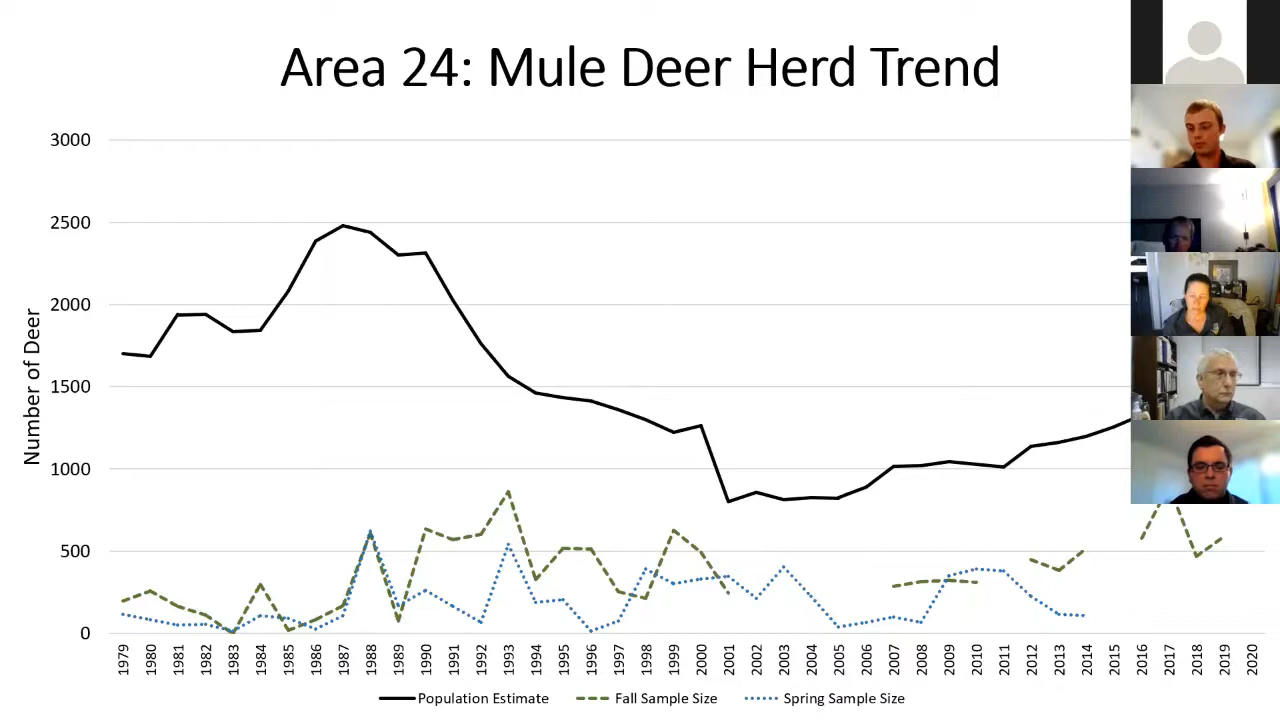 Area 24: Mule Deer Herd Trend
Number of Deer
3000
2500
2000
1500
1000
500
0
1979 1980 1981 1982 1983 1984 1985 1986 1987 1988 1989 1990 1991 1992 1993 1994 1995 1996 1997 1998 1999 2000 2001 2002 2003 2004 2005 2006 2007 2008 2009 2010 2011 2012 2013 2014 2015 2016 2017 2018 2019 2020
Population Estimate Fall Sample Size Spring Sample Size